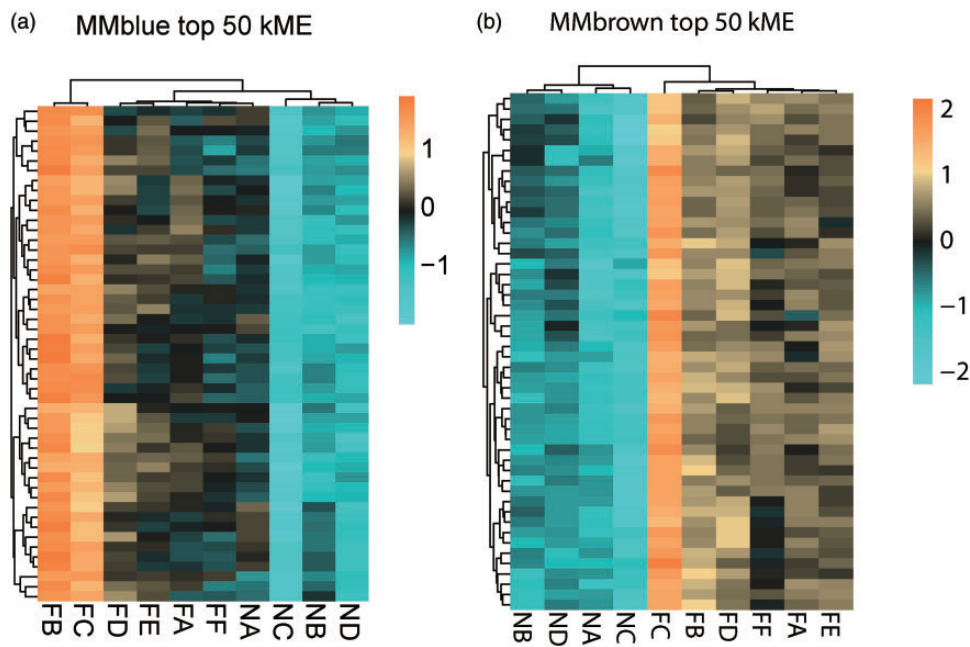 (a) MMblue top 50 kME
1
0
−1
FB FC FD FE FA FF NA NC NB ND
(b) MMbrown top 50 kME
2
1
0
−1
−2
NB ND NA NC FC FB FD FF FA FE